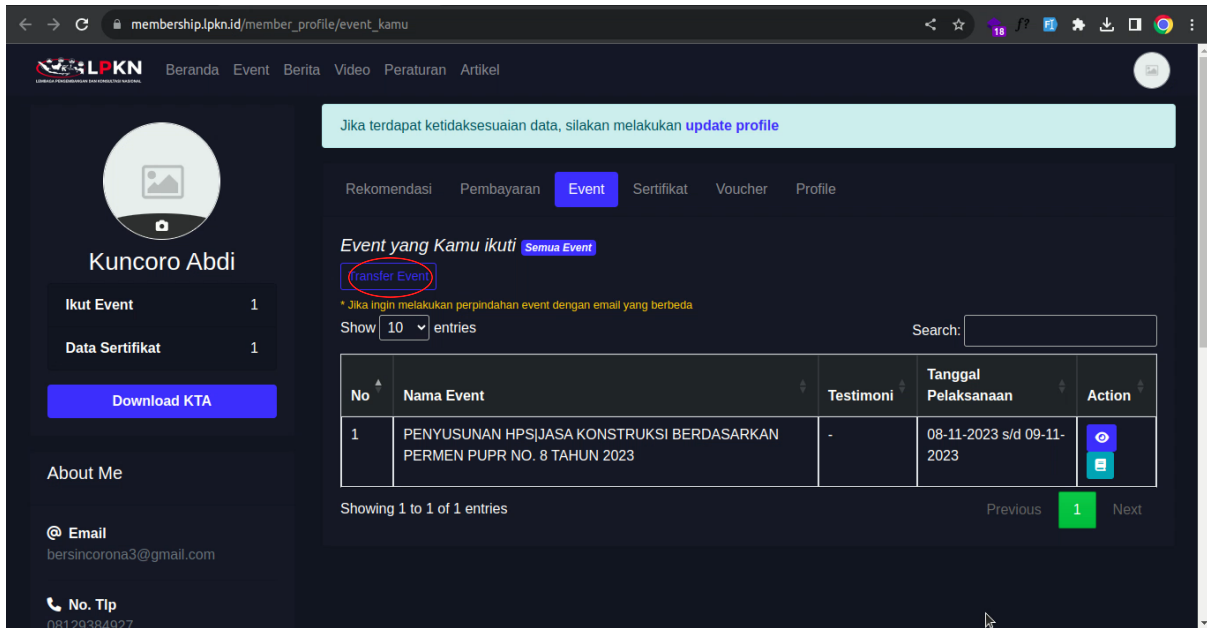 membership.lpkn.id/member_profile/event_kamu
18
LPKN
LEMBAGA PENGEMBANGAN DAN KONSULTASI NASIONAL
Beranda Event Berita Video Peraturan Artikel
Jika terdapat ketidaksesuaian data, silakan melakukan update profile
Rekomendasi Pembayaran Event Sertifikat Voucher Profile
Kuncoro Abdi
Ikut Event 1
Data Sertifikat 1
Download KTA
About Me
@ Email
bersincorona3@gmail.com
No. Tlp
08129384927
Event yang Kamu ikuti Semua Event
Transfer Event
* Jika ingin melakukan perpindahan event dengan email yang berbeda
Show 10 entries
Search:
No Nama Event Testimoni Tanggal Pelaksanaan Action
1 PENYUSUNAN HPS|JASA KONSTRUKSI BERDASARKAN
PERMEN PUPR NO. 8 TAHUN 2023
-
08-11-2023 s/d 09-11-
2023
Showing 1 to 1 of 1 entries
Previous 1 Next